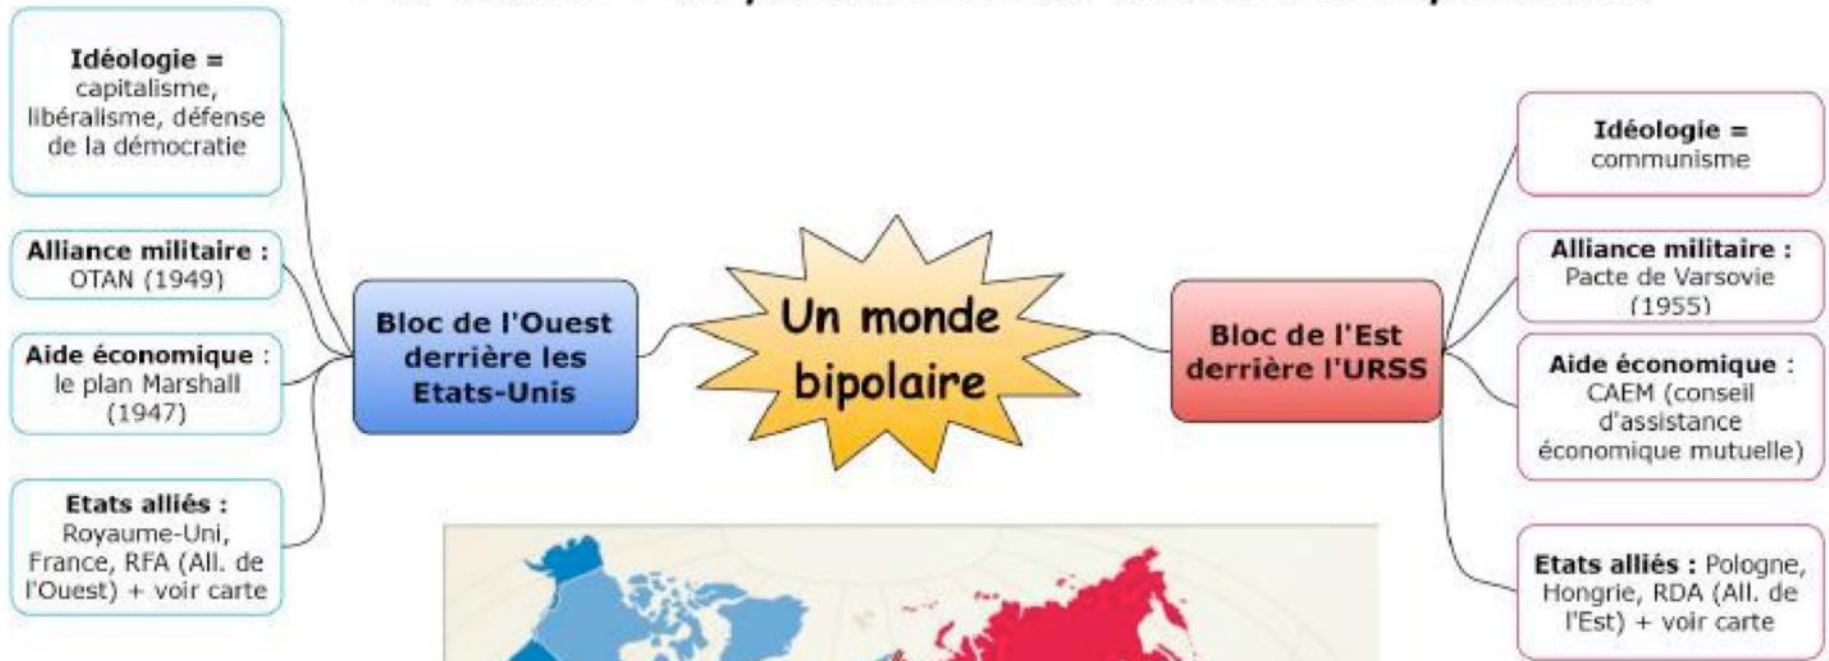 Idéologie =
capitalisme,
libéralisme, défense
de la démocratie
Alliance militaire :
OTAN (1949)
Aide économique :
le plan Marshall
(1947)
Etats alliés :
Royaume-Uni,
France, RFA (All. de
l'Ouest) + voir carte
Bloc de l'Ouest
derrière les
Etats-Unis
Un monde
bipolaire
Bloc de l'Est
derrière l'URSS
Idéologie =
communisme
Alliance militaire :
Pacte de Varsovie
(1955)
Aide économique :
CAEM (conseil
d'assistance
économique mutuelle)
Etats alliés : Pologne,
Hongrie, RDA (All. de
l'Est) + voir carte